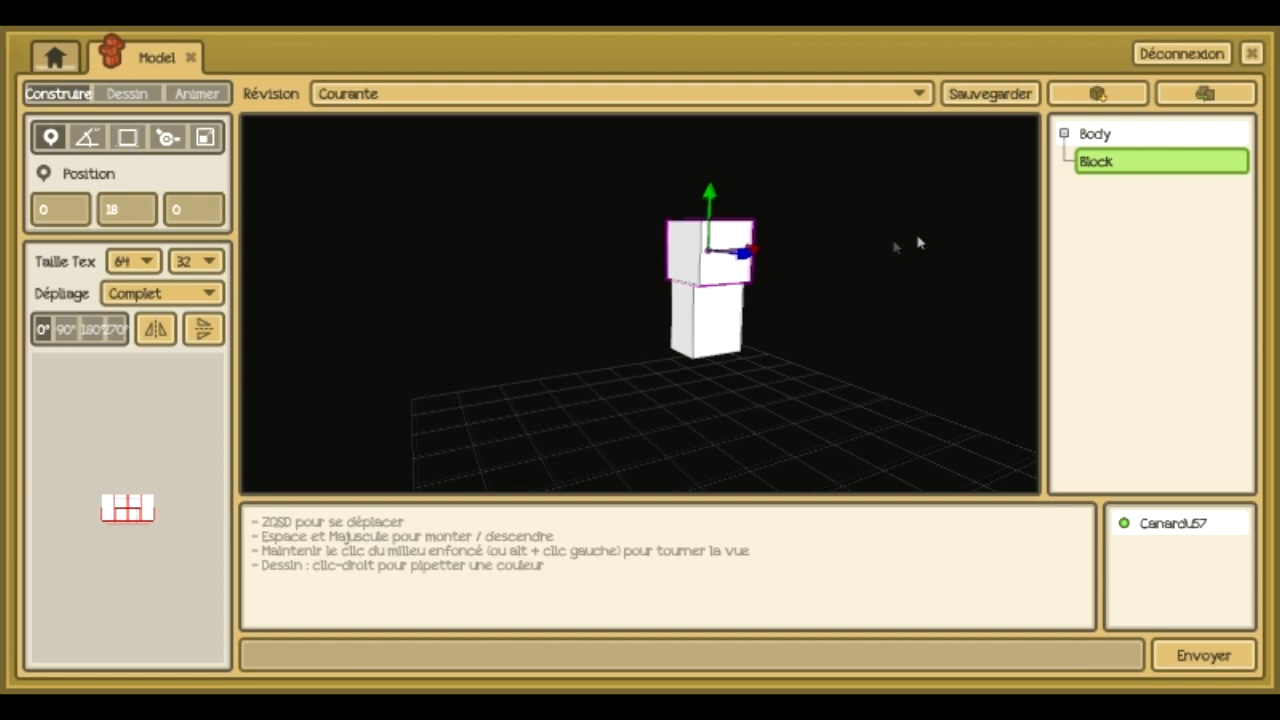 Model
Déconnexion
Construire Dessin Animer
Révision Courante Sauvegarder
Position
0 18 0
Taille Tex 64 32
Dépliage Complet
0° 90° 180° 270°
Body
Block
- ZQSD pour se déplacer
- Espace et Majuscule pour monter / descendre
- Maintenir le clic du milieu enfoncé (ou alt + clic gauche) pour tourner la vue
- Dessin : clic-droit pour pipetter une couleur
Canardu57
Envoyer